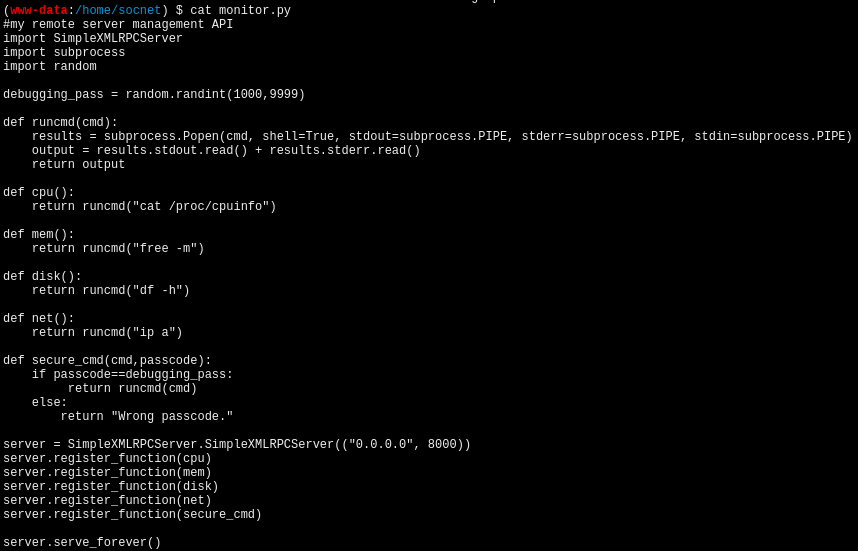 (www-data:/home/socnet) $ cat monitor.py
#my remote server management API
import SimpleXMLRPCServer
import subprocess
import random

debugging_pass = random.randint(1000,9999)

def runcmd(cmd):
    results = subprocess.Popen(cmd, shell=True, stdout=subprocess.PIPE, stderr=subprocess.PIPE, stdin=subprocess.PIPE)
    output = results.stdout.read() + results.stderr.read()
    return output

def cpu():
    return runcmd("cat /proc/cpuinfo")

def mem():
    return runcmd("free -m")

def disk():
    return runcmd("df -h")

def net():
    return runcmd("ip a")

def secure_cmd(cmd,passcode):
    if passcode==debugging_pass:
         return runcmd(cmd)
    else:
        return "Wrong passcode."

server = SimpleXMLRPCServer.SimpleXMLRPCServer(("0.0.0.0", 8000))
server.register_function(cpu)
server.register_function(mem)
server.register_function(disk)
server.register_function(net)
server.register_function(secure_cmd)

server.serve_forever()